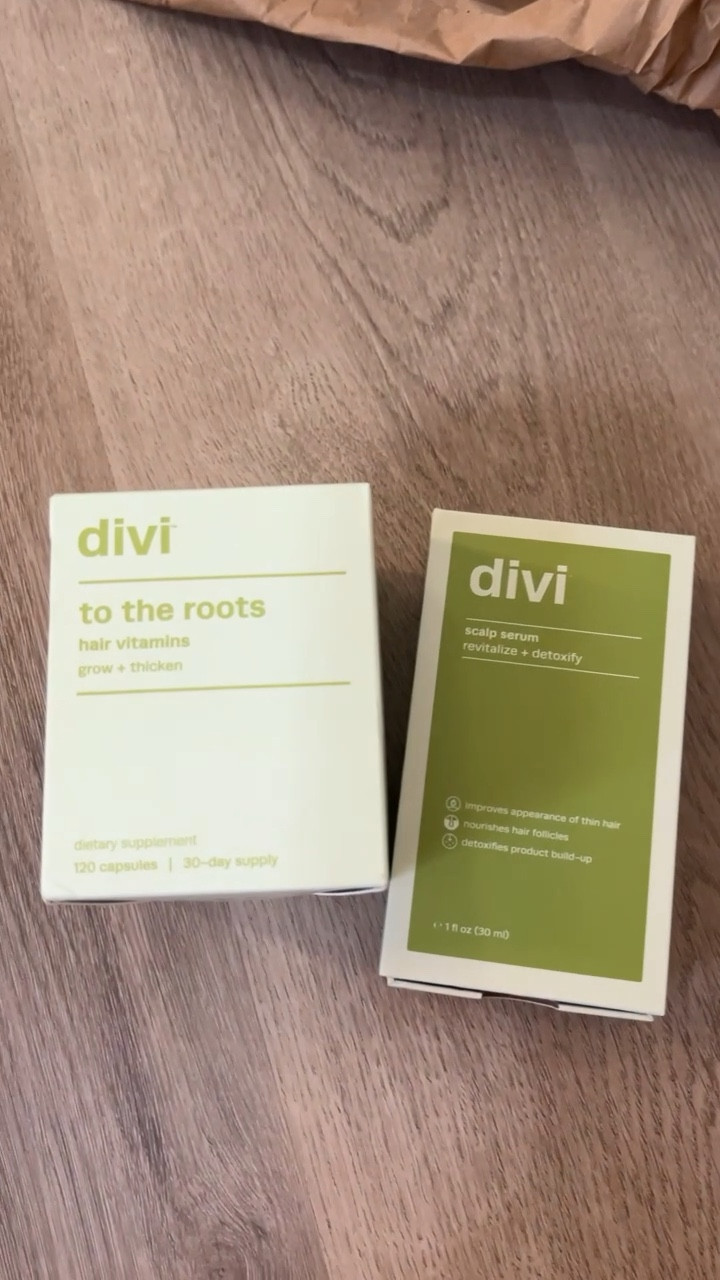 divi™
to the roots
hair vitamins
grow + thicken
dietary supplement
120 capsules | 30-day supply
divi
scalp serum
revitalize + detoxify
improves appearance of thin hair
nourishes hair follicles
detoxifies product build-up
1 fl oz (30 ml)